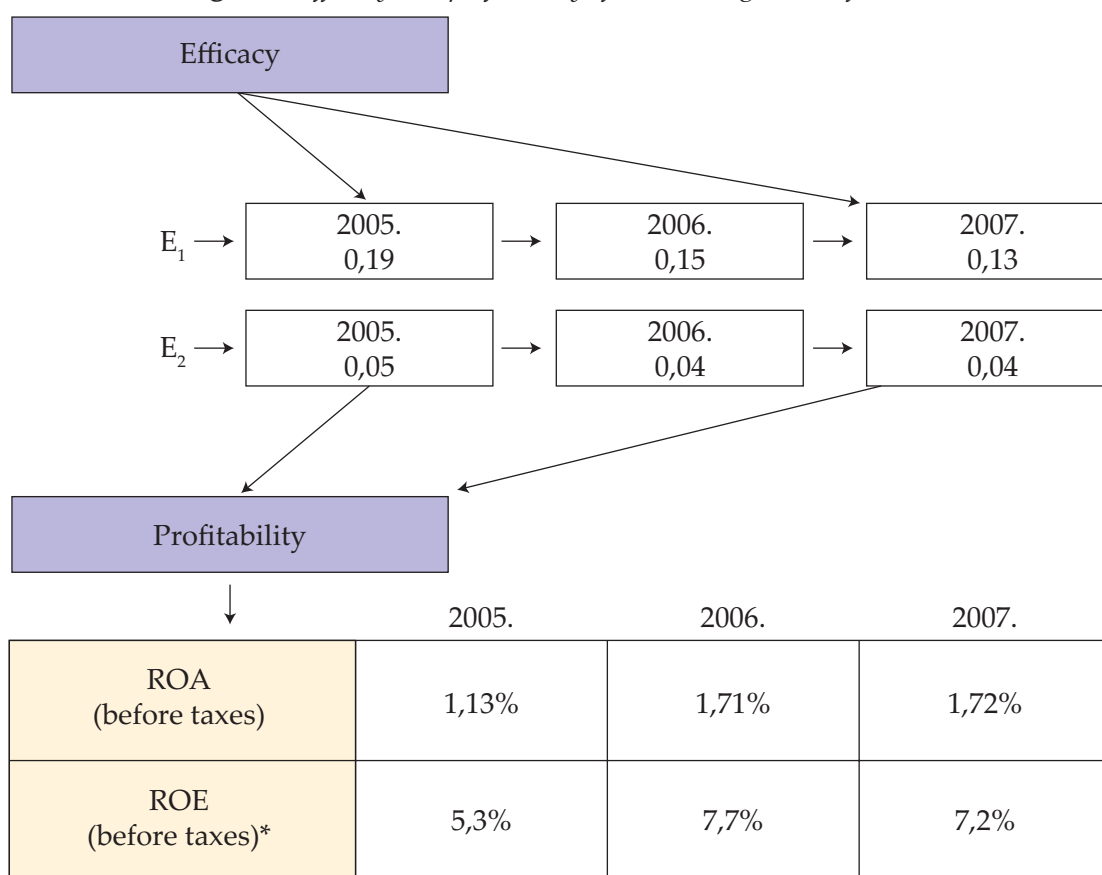 Efficacy
E1
2005.
0,19
2006.
0,15
2007.
0,13
E2
2005.
0,05
2006.
0,04
2007.
0,04
Profitability
2005. 2006. 2007.
ROA
(before taxes)
1,13% 1,71% 1,72%
ROE
(before taxes)*
5,3% 7,7% 7,2%